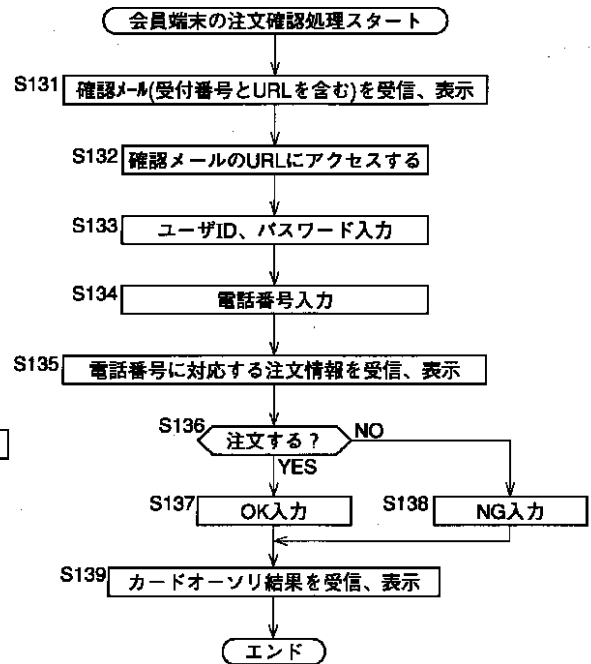 会員端末の注文確認処理スタート
S131 確認メール(受付番号とURLを含む)を受信、表示
S132 確認メールのURLにアクセスする
S133 ユーザID、パスワード入力
S134 電話番号入力
S135 電話番号に対応する注文情報を受信、表示
S136 注文する？ NO
YES
S137 OK入力 S138 NG入力
S139 カードオーソリ結果を受信、表示
エンド